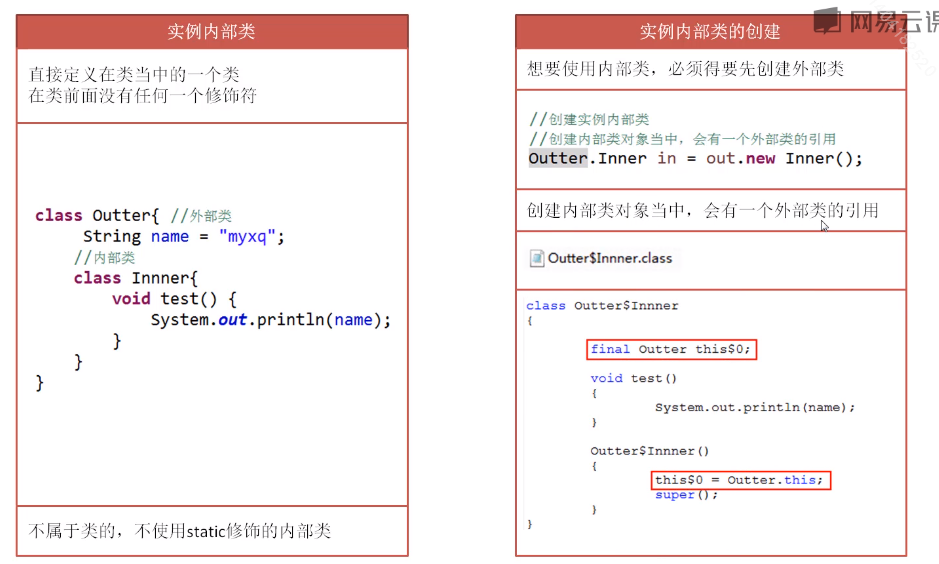 实例内部类
直接定义在类当中的一个类
在类前面没有任何一个修饰符
class Outter{ //外部类
String name = "myxq";
//内部类
class Innner{
void test() {
System.out.println(name);
}
}
}
不属于类的，不使用static修饰的内部类
网易云课
实例内部类的创建
想要使用内部类，必须得要先创建外部类
//创建实例内部类
//创建内部类对象当中，会有一个外部类的引用
Outter.Inner in = out.new Inner();
创建内部类对象当中，会有一个外部类的引用
Outter$Innner.class
class Outter$Innner
{
final Outter this$0;
void test()
{
System.out.println(name);
}
Outter$Innner()
{
this$0 = Outter.this;
super();
}
}